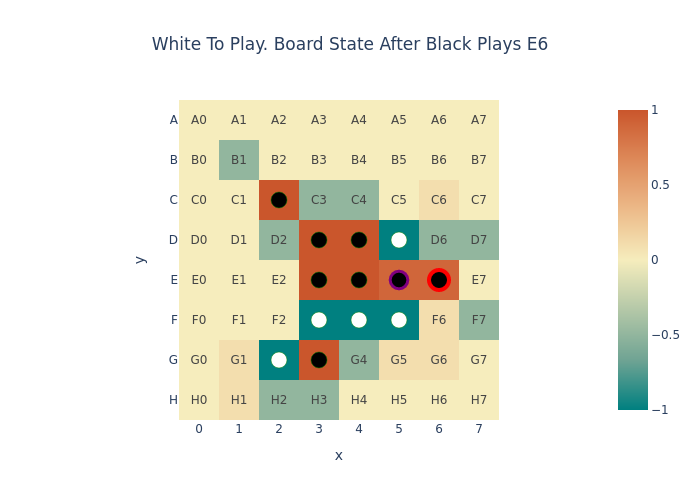 White To Play. Board State After Black Plays E6
A A0 A1 A2 A3 A4 A5 A6 A7
B B0 B1 B2 B3 B4 B5 B6 B7
C C0 C1 C3 C4 C5 C6 C7
D D0 D1 D2 D6 D7
E E0 E1 E2 E7
F F0 F1 F2 F6 F7
G G0 G1 G4 G5 G6 G7
H H0 H1 H2 H3 H4 H5 H6 H7
0 1 2 3 4 5 6 7
x
y
1
0.5
0
−0.5
−1